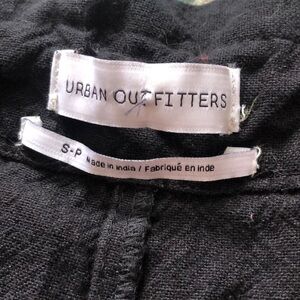 URBAN OUTFITTERS
S-P Made in India / Fabriqué en Inde